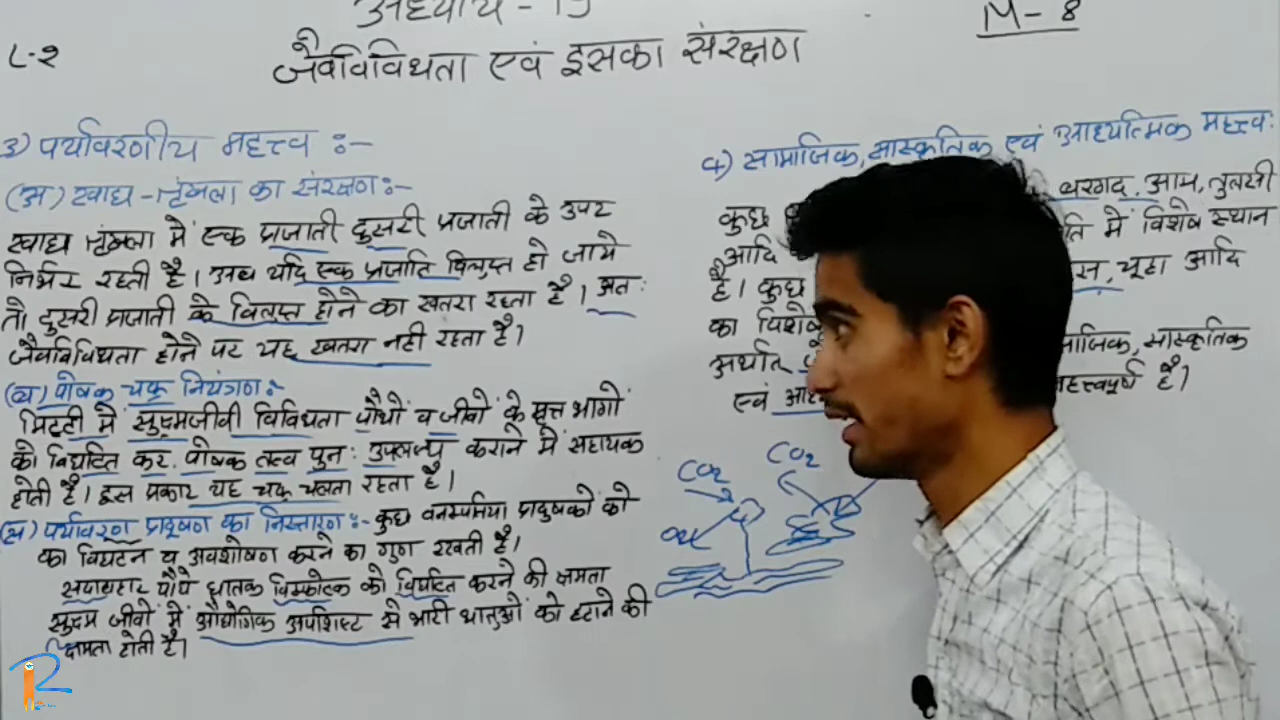 अध्याय - 15
M - 8
L-२
जैवविविधता एवं इसका संरक्षण
3) पर्यावरणीय महत्त्व :-
(अ) खाद्य-श्रृंखला का संरक्षण :-
खाद्य श्रृंखला में एक प्रजाती दुसरी प्रजाती के उपर
निर्भर रहती है। अब यदि एक प्रजाति विलुप्त हो जाये
तो दुसरी प्रजाती के विलुप्त होने का खतरा रहता है। अतः
जैवविविधता होने पर यह खतरा नही रहता है।
(ब) पोषक चक्र नियंत्रण :-
मिट्टी में सुक्ष्मजीवी विविधता पौधों व जीवों के मृत भागों
को विघटित कर पोषक तत्व पुनः उपलब्ध कराने में सहायक
होती है। इस प्रकार यह चक्र चलता रहता है।
(स) पर्यावरण प्रदूषण का निस्तारण :- कुछ वनस्पतिया प्रदुषकों को
का विघटन व अवशोषण करने का गुण रखती है।
सदाबहार पौधे घातक विस्फोटक को विघटित करने की क्षमता
सुक्ष्म जीवों में औद्योगिक अपशिष्ट से भारी धातुओं को हटाने की
क्षमता होती है।
4) सामाजिक, सांस्कृतिक एवं आध्यात्मिक महत्त्व:
कुछ बरगद, आम, तुलसी
आदि में विशेष स्थान
है। कुछ चूहा आदि
का विशेष
अर्थात सांस्कृतिक
एवं महत्त्वपूर्ण है।
CO₂ CO₂